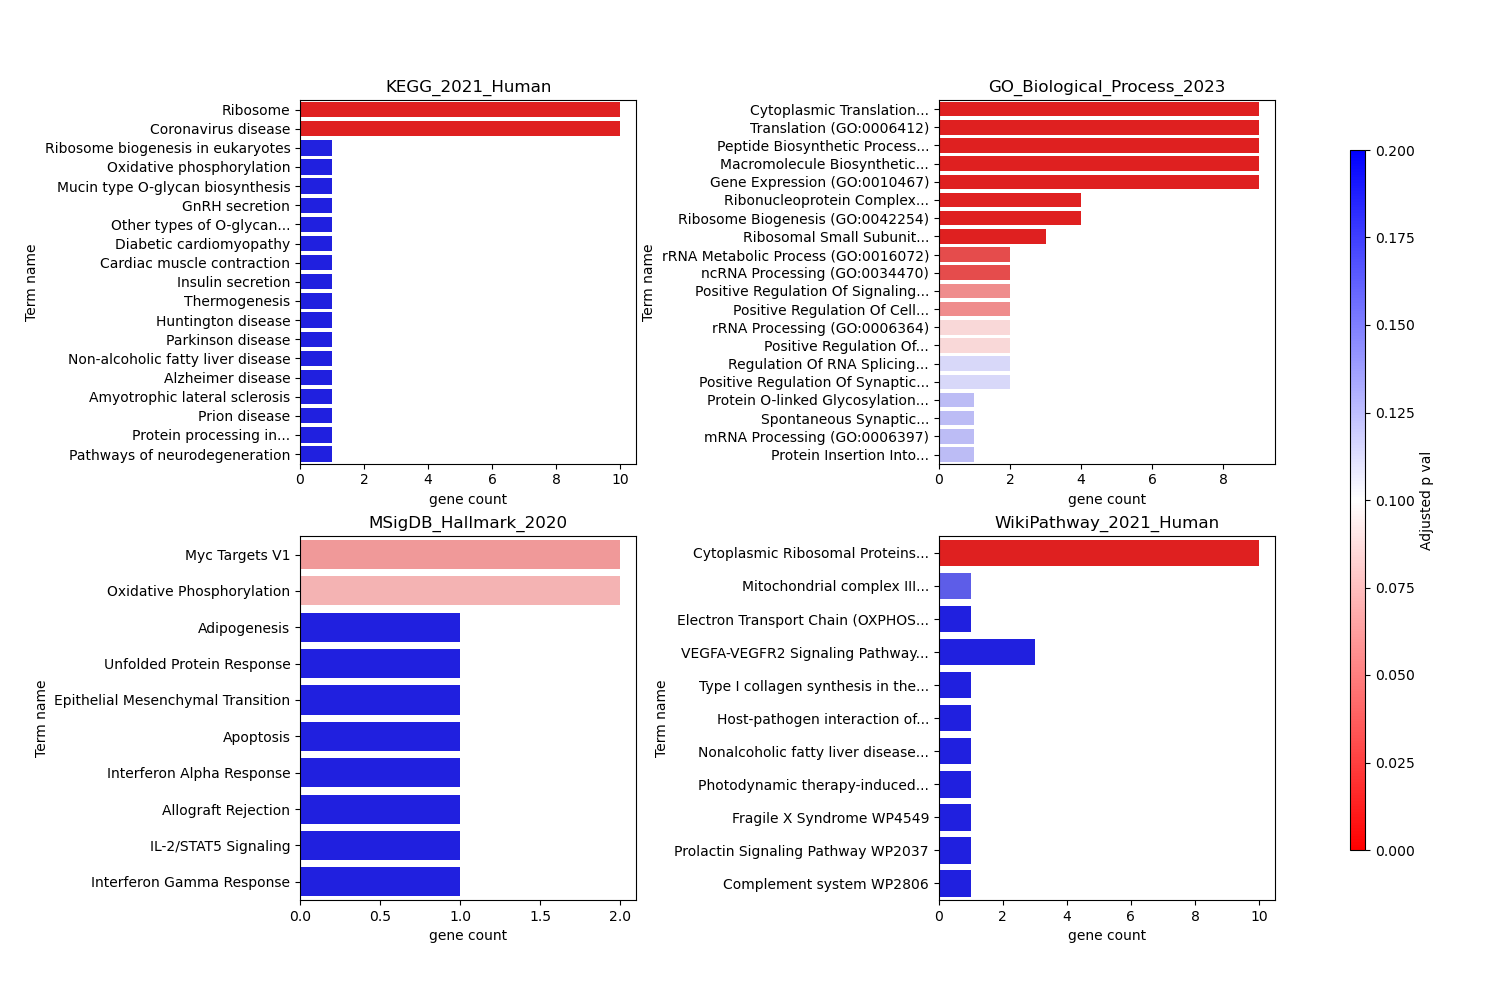 KEGG_2021_Human
Term name
Ribosome
Coronavirus disease
Ribosome biogenesis in eukaryotes
Oxidative phosphorylation
Mucin type O-glycan biosynthesis
GnRH secretion
Other types of O-glycan...
Diabetic cardiomyopathy
Cardiac muscle contraction
Insulin secretion
Thermogenesis
Huntington disease
Parkinson disease
Non-alcoholic fatty liver disease
Alzheimer disease
Amyotrophic lateral sclerosis
Prion disease
Protein processing in...
Pathways of neurodegeneration
0 2 4 6 8 10
gene count
GO_Biological_Process_2023
Term name
Cytoplasmic Translation...
Translation (GO:0006412)
Peptide Biosynthetic Process...
Macromolecule Biosynthetic...
Gene Expression (GO:0010467)
Ribonucleoprotein Complex...
Ribosome Biogenesis (GO:0042254)
Ribosomal Small Subunit...
rRNA Metabolic Process (GO:0016072)
ncRNA Processing (GO:0034470)
Positive Regulation Of Signaling...
Positive Regulation Of Cell...
rRNA Processing (GO:0006364)
Positive Regulation Of...
Regulation Of RNA Splicing...
Positive Regulation Of Synaptic...
Protein O-linked Glycosylation...
Spontaneous Synaptic...
mRNA Processing (GO:0006397)
Protein Insertion Into...
0 2 4 6 8
gene count
MSigDB_Hallmark_2020
Term name
Myc Targets V1
Oxidative Phosphorylation
Adipogenesis
Unfolded Protein Response
Epithelial Mesenchymal Transition
Apoptosis
Interferon Alpha Response
Allograft Rejection
IL-2/STAT5 Signaling
Interferon Gamma Response
0.0 0.5 1.0 1.5 2.0
gene count
WikiPathway_2021_Human
Term name
Cytoplasmic Ribosomal Proteins...
Mitochondrial complex III...
Electron Transport Chain (OXPHOS...
VEGFA-VEGFR2 Signaling Pathway...
Type I collagen synthesis in the...
Host-pathogen interaction of...
Nonalcoholic fatty liver disease...
Photodynamic therapy-induced...
Fragile X Syndrome WP4549
Prolactin Signaling Pathway WP2037
Complement system WP2806
0 2 4 6 8 10
gene count
0.200
0.175
0.150
0.125
0.100
0.075
0.050
0.025
0.000
Adjusted p val